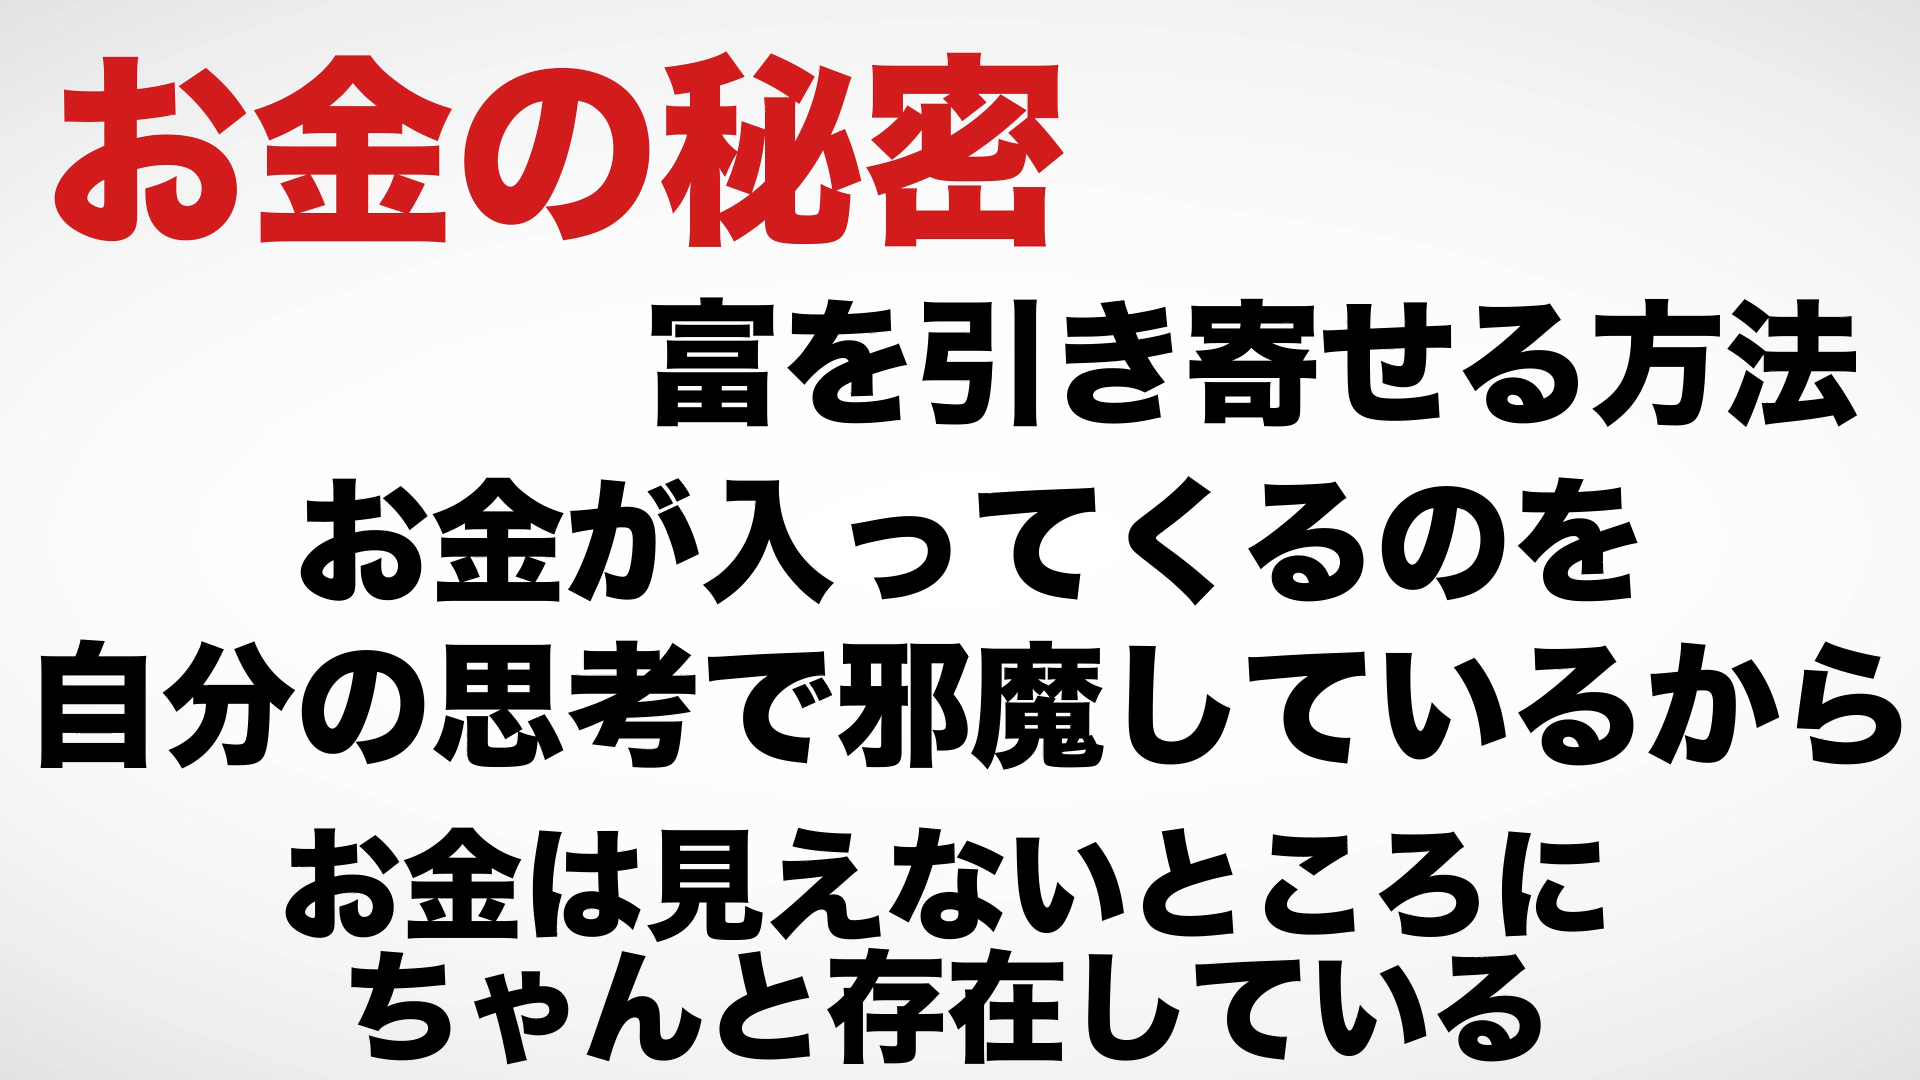 お金の秘密
富を引き寄せる方法
お金が入ってくるのを
自分の思考で邪魔しているから
お金は見えないところに
ちゃんと存在している